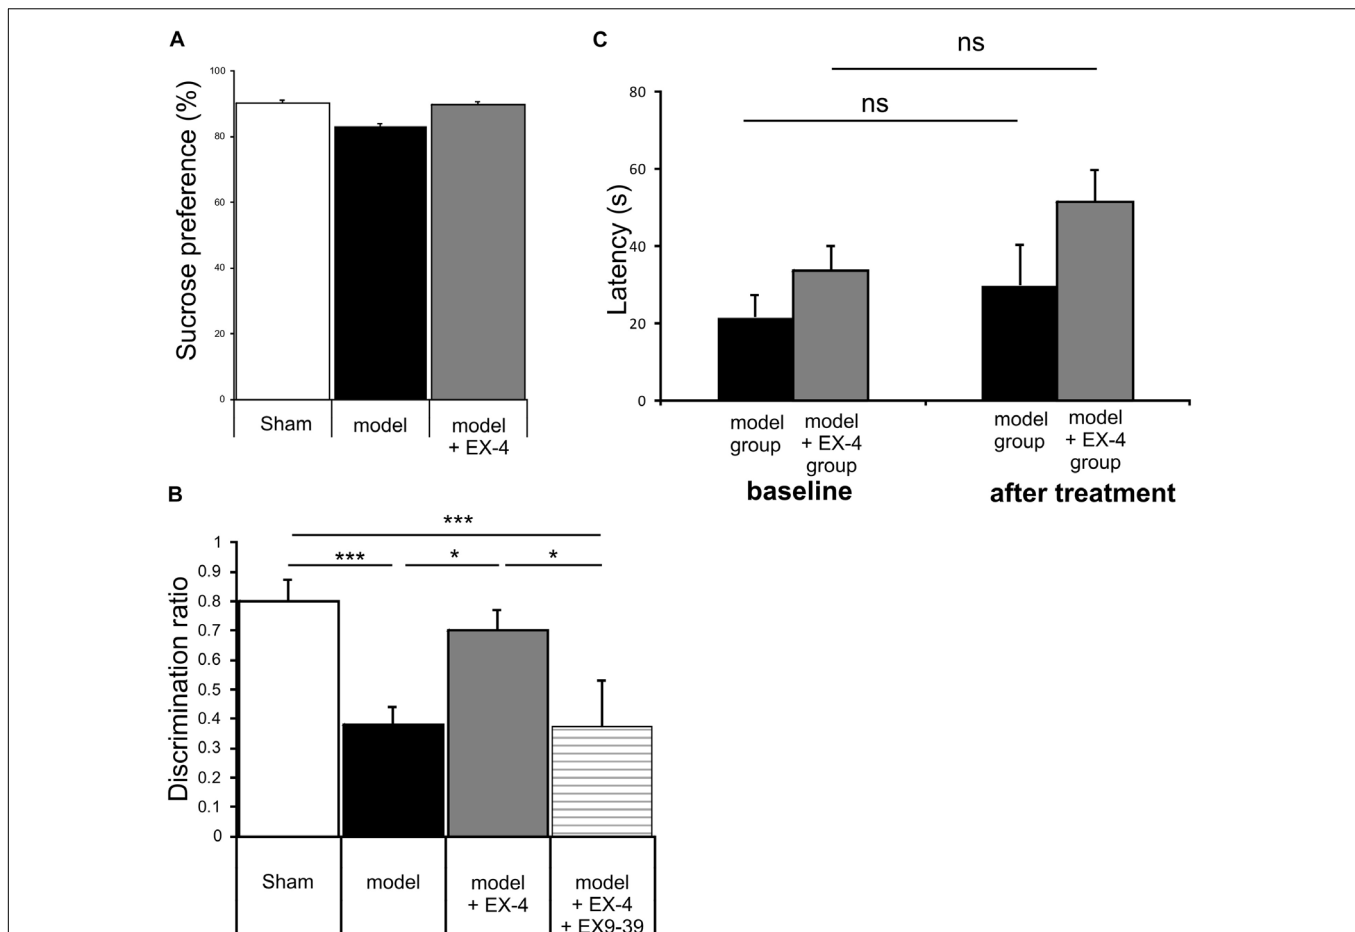 A
Sucrose preference (%)
100
80
60
40
20
0
Sham
model
model
+ EX-4
B
Discrimination ratio
***
***
*
*
1
0.9
0.8
0.7
0.6
0.5
0.4
0.3
0.2
0.1
0
Sham
model
model
+ EX-4
model
+ EX-4
+ EX9-39
C
ns
ns
Latency (s)
80
60
40
20
0
model
group
model
+ EX-4
group
model
group
model
+ EX-4
group
baseline
after treatment